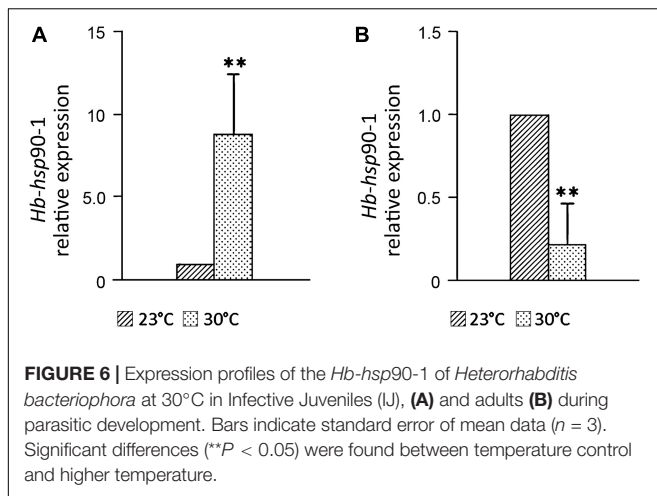 A
Hb-hsp90-1
relative expression
15
10
5.0
0
**
23°C 30°C
B
Hb-hsp90-1
relative expression
1.5
1.0
0.5
0
**
23°C 30°C
FIGURE 6 | Expression profiles of the Hb-hsp90-1 of Heterorhabditis
bacteriophora at 30°C in Infective Juveniles (IJ), (A) and adults (B) during
parasitic development. Bars indicate standard error of mean data (n = 3).
Significant differences (**P < 0.05) were found between temperature control
and higher temperature.